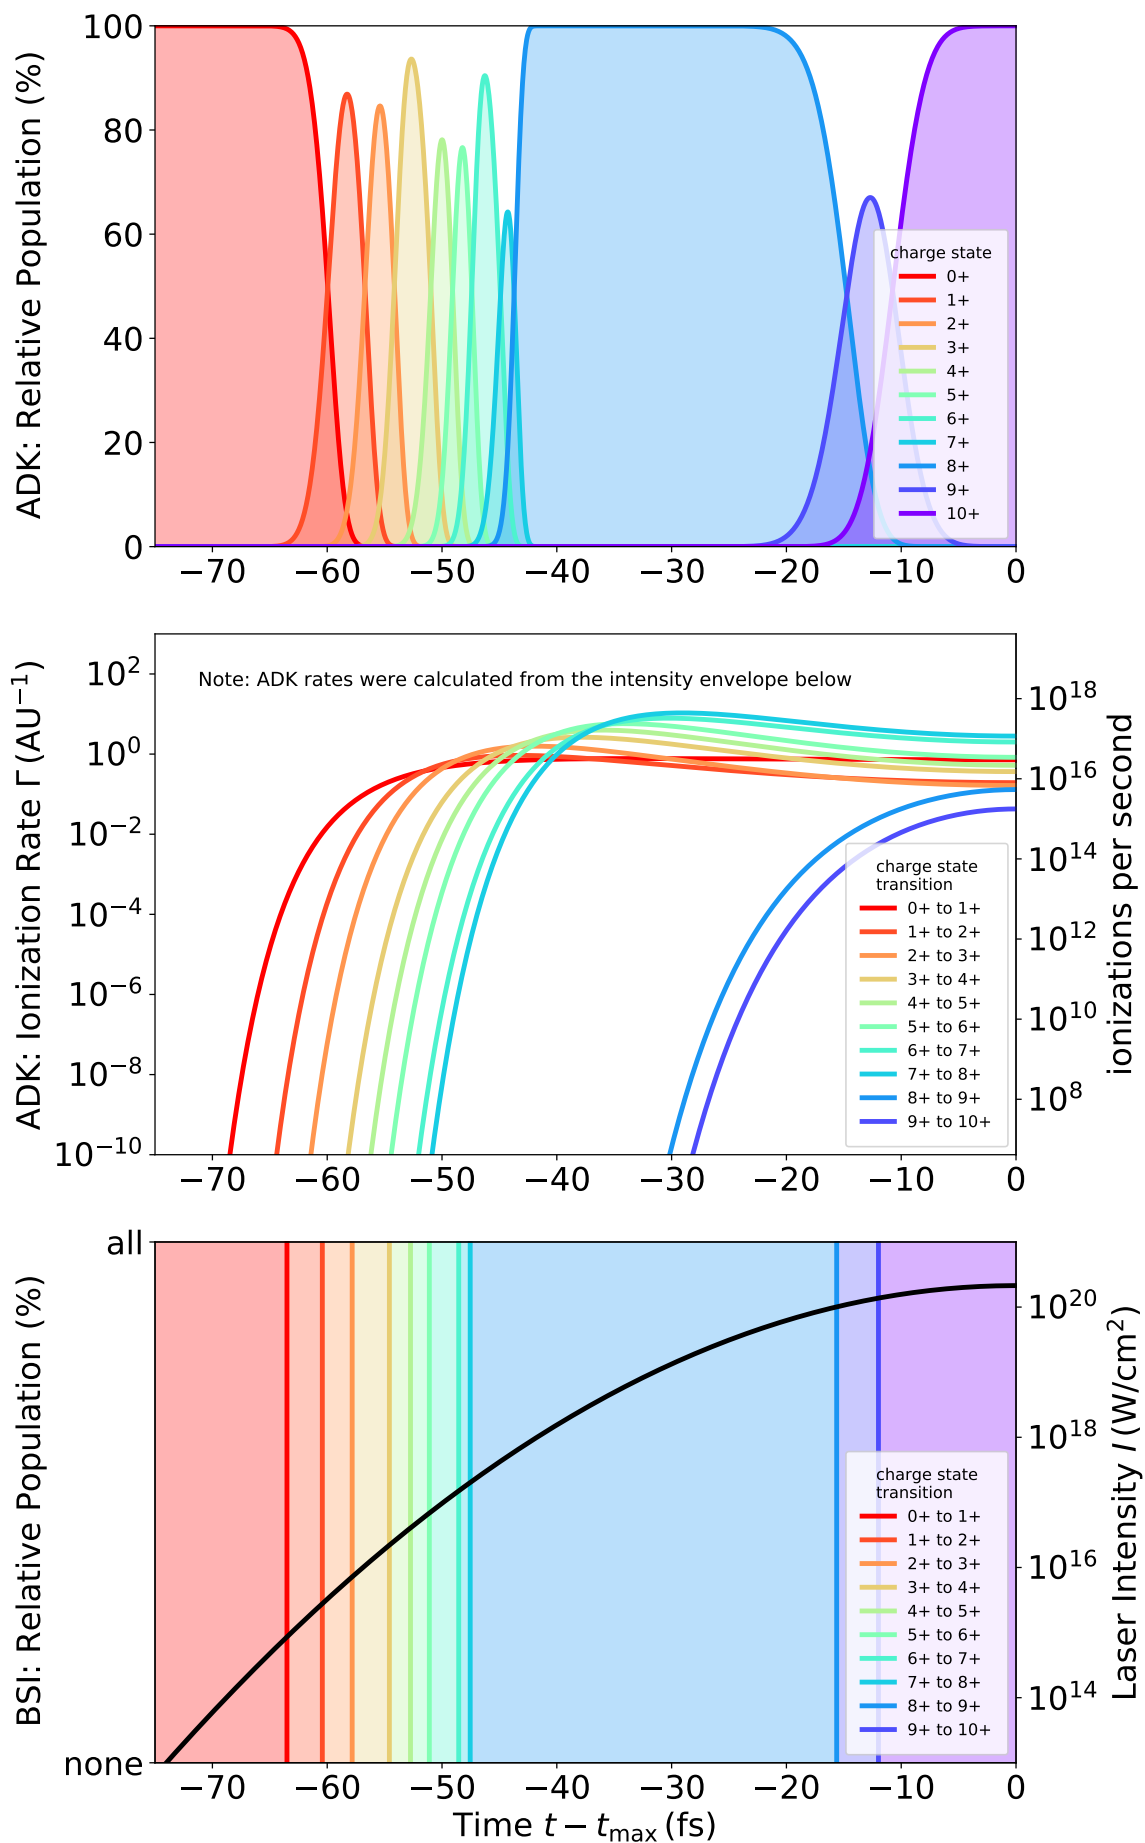 ADK: Relative Population (%)
100
80
60
40
20
0
charge state
0+
1+
2+
3+
4+
5+
6+
7+
8+
9+
10+
−70 −60 −50 −40 −30 −20 −10 0
ADK: Ionization Rate Γ (AU⁻¹)
10²
10⁰
10⁻²
10⁻⁴
10⁻⁶
10⁻⁸
10⁻¹⁰
Note: ADK rates were calculated from the intensity envelope below
10¹⁸
10¹⁶
10¹⁴
10¹²
10¹⁰
10⁸
ionizations per second
charge state
transition
0+ to 1+
1+ to 2+
2+ to 3+
3+ to 4+
4+ to 5+
5+ to 6+
6+ to 7+
7+ to 8+
8+ to 9+
9+ to 10+
−70 −60 −50 −40 −30 −20 −10 0
BSI: Relative Population (%)
all
none
10²⁰
10¹⁸
10¹⁶
10¹⁴
Laser Intensity I (W/cm²)
charge state
transition
0+ to 1+
1+ to 2+
2+ to 3+
3+ to 4+
4+ to 5+
5+ to 6+
6+ to 7+
7+ to 8+
8+ to 9+
9+ to 10+
−70 −60 −50 −40 −30 −20 −10 0
Time t − t_max (fs)